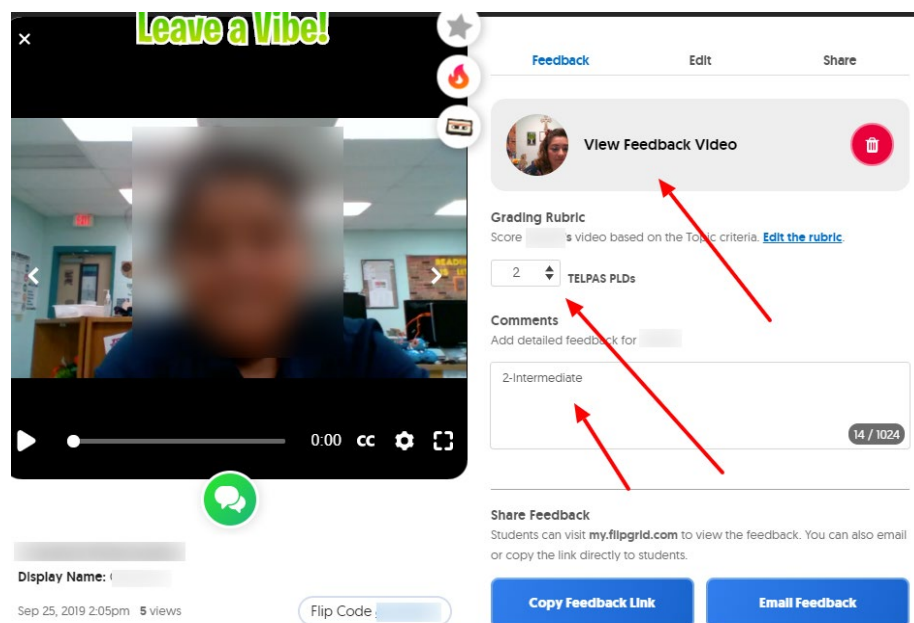 Leave a Vibe!
Feedback Edit Share
View Feedback Video
Grading Rubric
Score s video based on the Topic criteria. Edit the rubric.
2 TELPAS PLDs
Comments
Add detailed feedback for
2-Intermediate
14 / 1024
READING
IS
0:00 CC
Share Feedback
Students can visit my.flipgrid.com to view the feedback. You can also email
or copy the link directly to students.
Copy Feedback Link Email Feedback
Display Name:
Sep 25, 2019 2:05pm 5 views
Flip Code